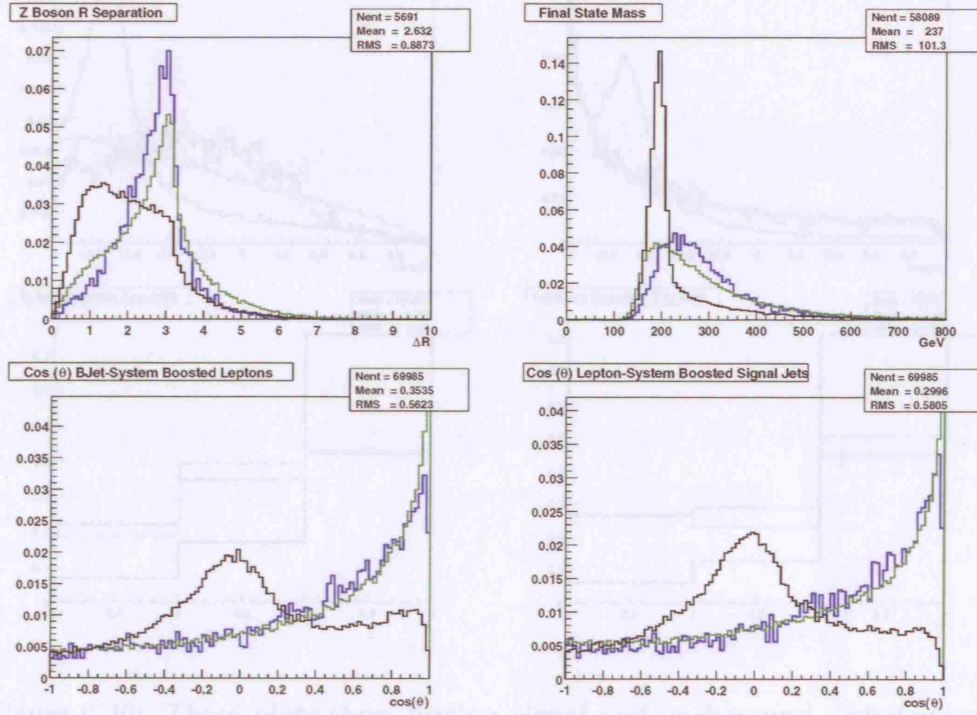 Z Boson R Separation
Nent = 5691
Mean = 2.632
RMS = 0.8873
0.07
0.06
0.05
0.04
0.03
0.02
0.01
0
0 1 2 3 4 5 6 7 8 9 10
ΔR
Final State Mass
Nent = 58089
Mean = 237
RMS = 101.3
0.14
0.12
0.1
0.08
0.06
0.04
0.02
0
0 100 200 300 400 500 600 700 800
GeV
Cos (θ) BJet-System Boosted Leptons
Nent = 69985
Mean = 0.3535
RMS = 0.5623
0.04
0.035
0.03
0.025
0.02
0.015
0.01
0.005
0
-1 -0.8 -0.6 -0.4 -0.2 0 0.2 0.4 0.6 0.8 1
cos(θ)
Cos (θ) Lepton-System Boosted Signal Jets
Nent = 69985
Mean = 0.2996
RMS = 0.5805
0.04
0.035
0.03
0.025
0.02
0.015
0.01
0.005
0
-1 -0.8 -0.6 -0.4 -0.2 0 0.2 0.4 0.6 0.8 1
cos(θ)